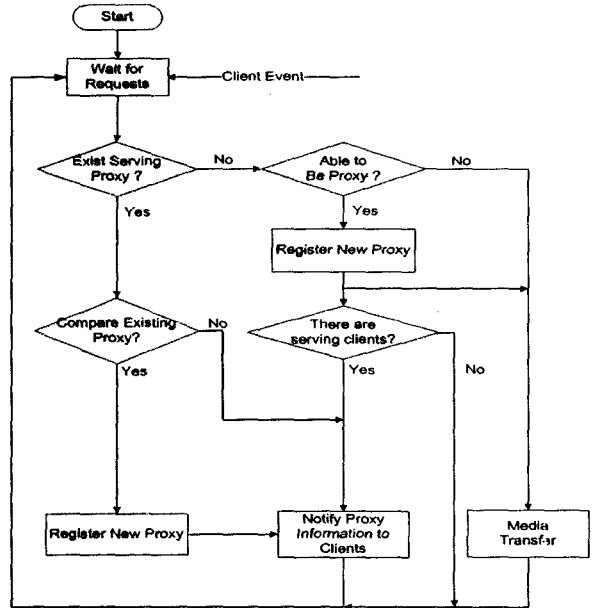 Start
Wait for
Requests
Client Event
Exist Serving
Proxy ?
No
Able to
Be Proxy ?
No
Yes
Yes
Register New Proxy
Compare Existing
Proxy?
No
There are
serving clients?
Yes
Yes
No
Register New Proxy
Notify Proxy
Information to
Clients
Media
Transfer